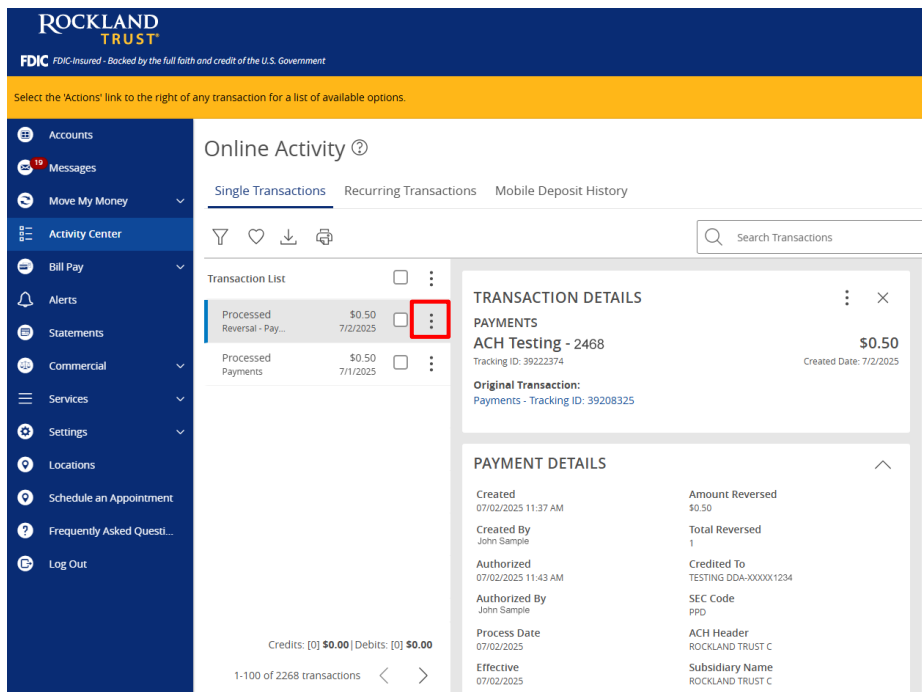 ROCKLAND
TRUST®
FDIC FDIC-Insured - Backed by the full faith and credit of the U.S. Government
Select the 'Actions' link to the right of any transaction for a list of available options.
Accounts
19
Messages
Move My Money
Activity Center
Bill Pay
Alerts
Statements
Commercial
Services
Settings
Locations
Schedule an Appointment
Frequently Asked Questi...
Log Out
Online Activity ?
Single Transactions Recurring Transactions Mobile Deposit History
Search Transactions
Transaction List
Processed $0.50
Reversal - Pay... 7/2/2025
Processed $0.50
Payments 7/1/2025
Credits: [0] $0.00 | Debits: [0] $0.00
1-100 of 2268 transactions
TRANSACTION DETAILS
PAYMENTS
ACH Testing - 2468 $0.50
Tracking ID: 39222374 Created Date: 7/2/2025
Original Transaction:
Payments - Tracking ID: 39208325
PAYMENT DETAILS
Created Amount Reversed
07/02/2025 11:37 AM $0.50
Created By Total Reversed
John Sample 1
Authorized Credited To
07/02/2025 11:43 AM TESTING DDA-XXXXX1234
Authorized By SEC Code
John Sample PPD
Process Date ACH Header
07/02/2025 ROCKLAND TRUST C
Effective Subsidiary Name
07/02/2025 ROCKLAND TRUST C